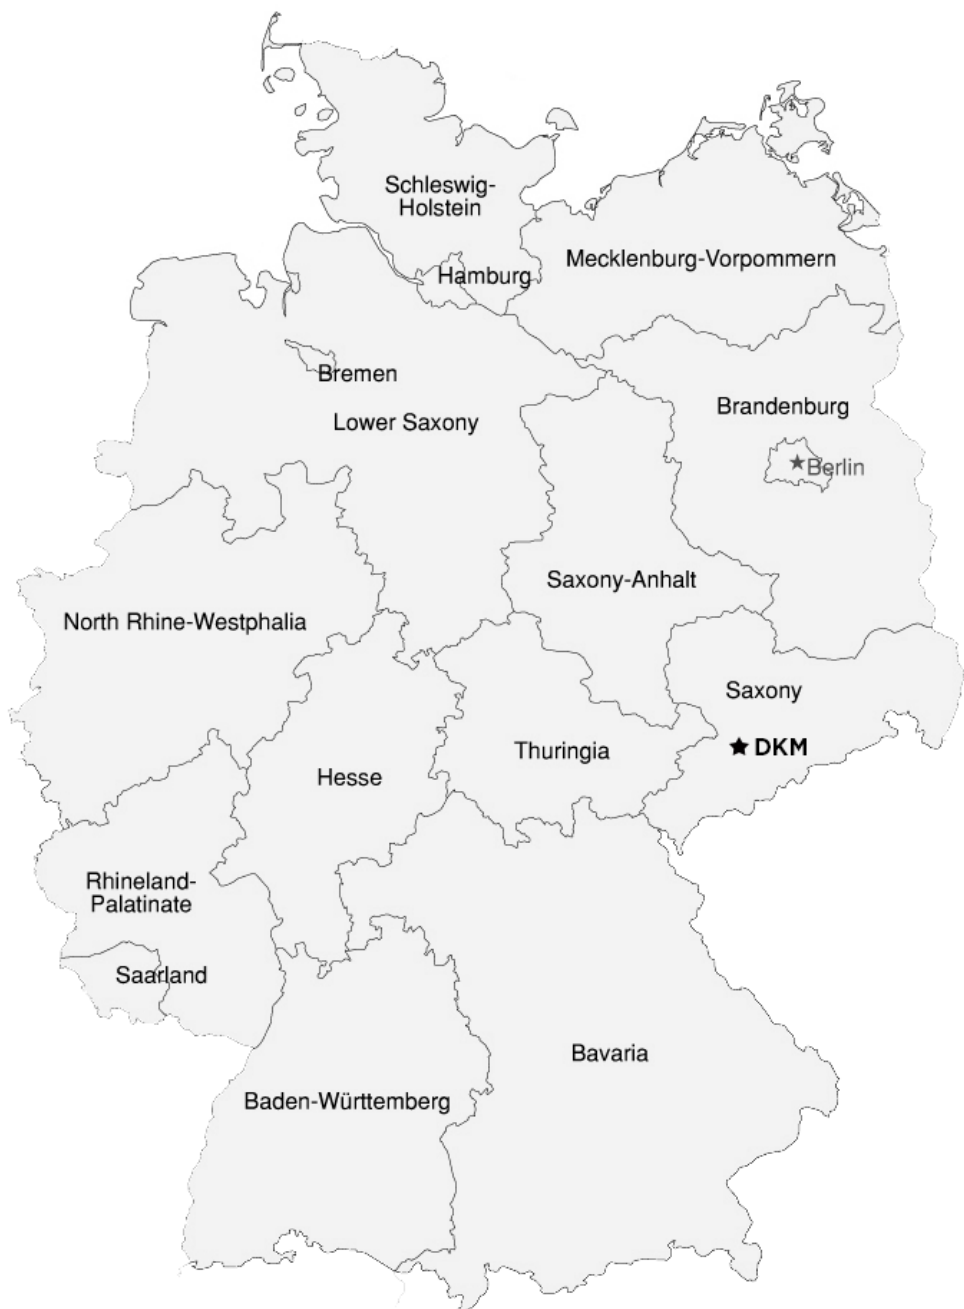 Schleswig-
Holstein
Mecklenburg-Vorpommern
Hamburg
Bremen
Brandenburg
Lower Saxony
★Berlin
Saxony-Anhalt
North Rhine-Westphalia
Saxony
★ DKM
Thuringia
Hesse
Rhineland-
Palatinate
Saarland
Bavaria
Baden-Württemberg